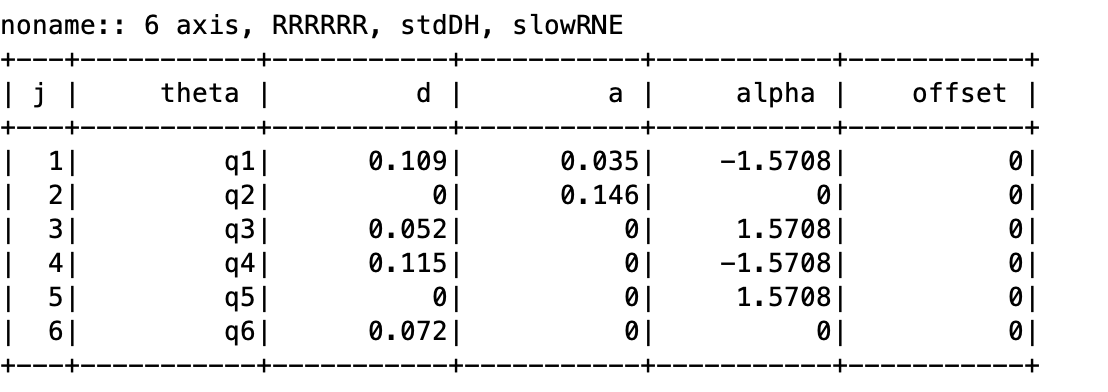 noname:: 6 axis, RRRRRR, stdDH, slowRNE
+---+-----------+-----------+-----------+-----------+-----------+
| j |     theta |         d |         a |     alpha |    offset |
+---+-----------+-----------+-----------+-----------+-----------+
|  1|         q1|      0.109|      0.035|    -1.5708|          0|
|  2|         q2|          0|      0.146|          0|          0|
|  3|         q3|      0.052|          0|     1.5708|          0|
|  4|         q4|      0.115|          0|    -1.5708|          0|
|  5|         q5|          0|          0|     1.5708|          0|
|  6|         q6|      0.072|          0|          0|          0|
+---+-----------+-----------+-----------+-----------+-----------+